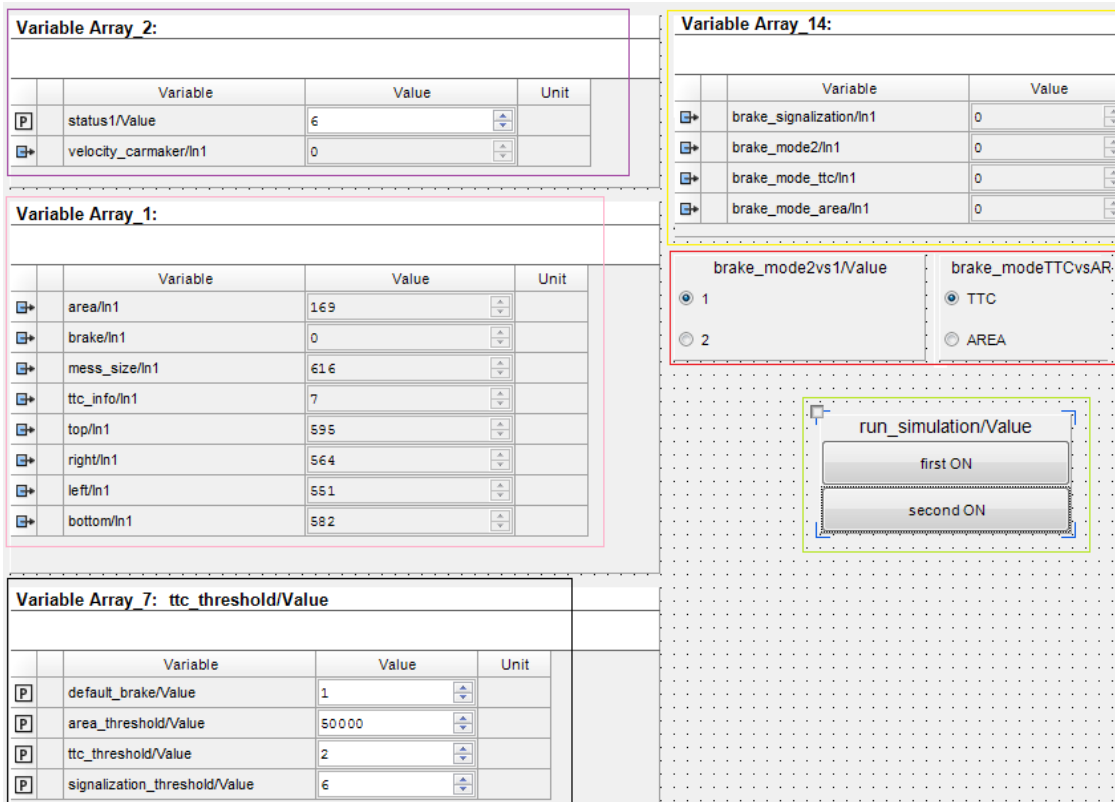 Variable Array_2:
Variable Value Unit
P status1/Value 6
velocity_carmaker/In1 0
Variable Array_1:
Variable Value Unit
area/In1 169
brake/In1 0
mess_size/In1 616
ttc_info/In1 7
top/In1 595
right/In1 564
left/In1 551
bottom/In1 582
Variable Array_7: ttc_threshold/Value
Variable Value Unit
P default_brake/Value 1
P area_threshold/Value 50000
P ttc_threshold/Value 2
P signalization_threshold/Value 6
Variable Array_14:
Variable Value
brake_signalization/In1 0
brake_mode2/In1 0
brake_mode_ttc/In1 0
brake_mode_area/In1 0
brake_mode2vs1/Value
1
2
brake_modeTTCvsAR
TTC
AREA
run_simulation/Value
first ON
second ON